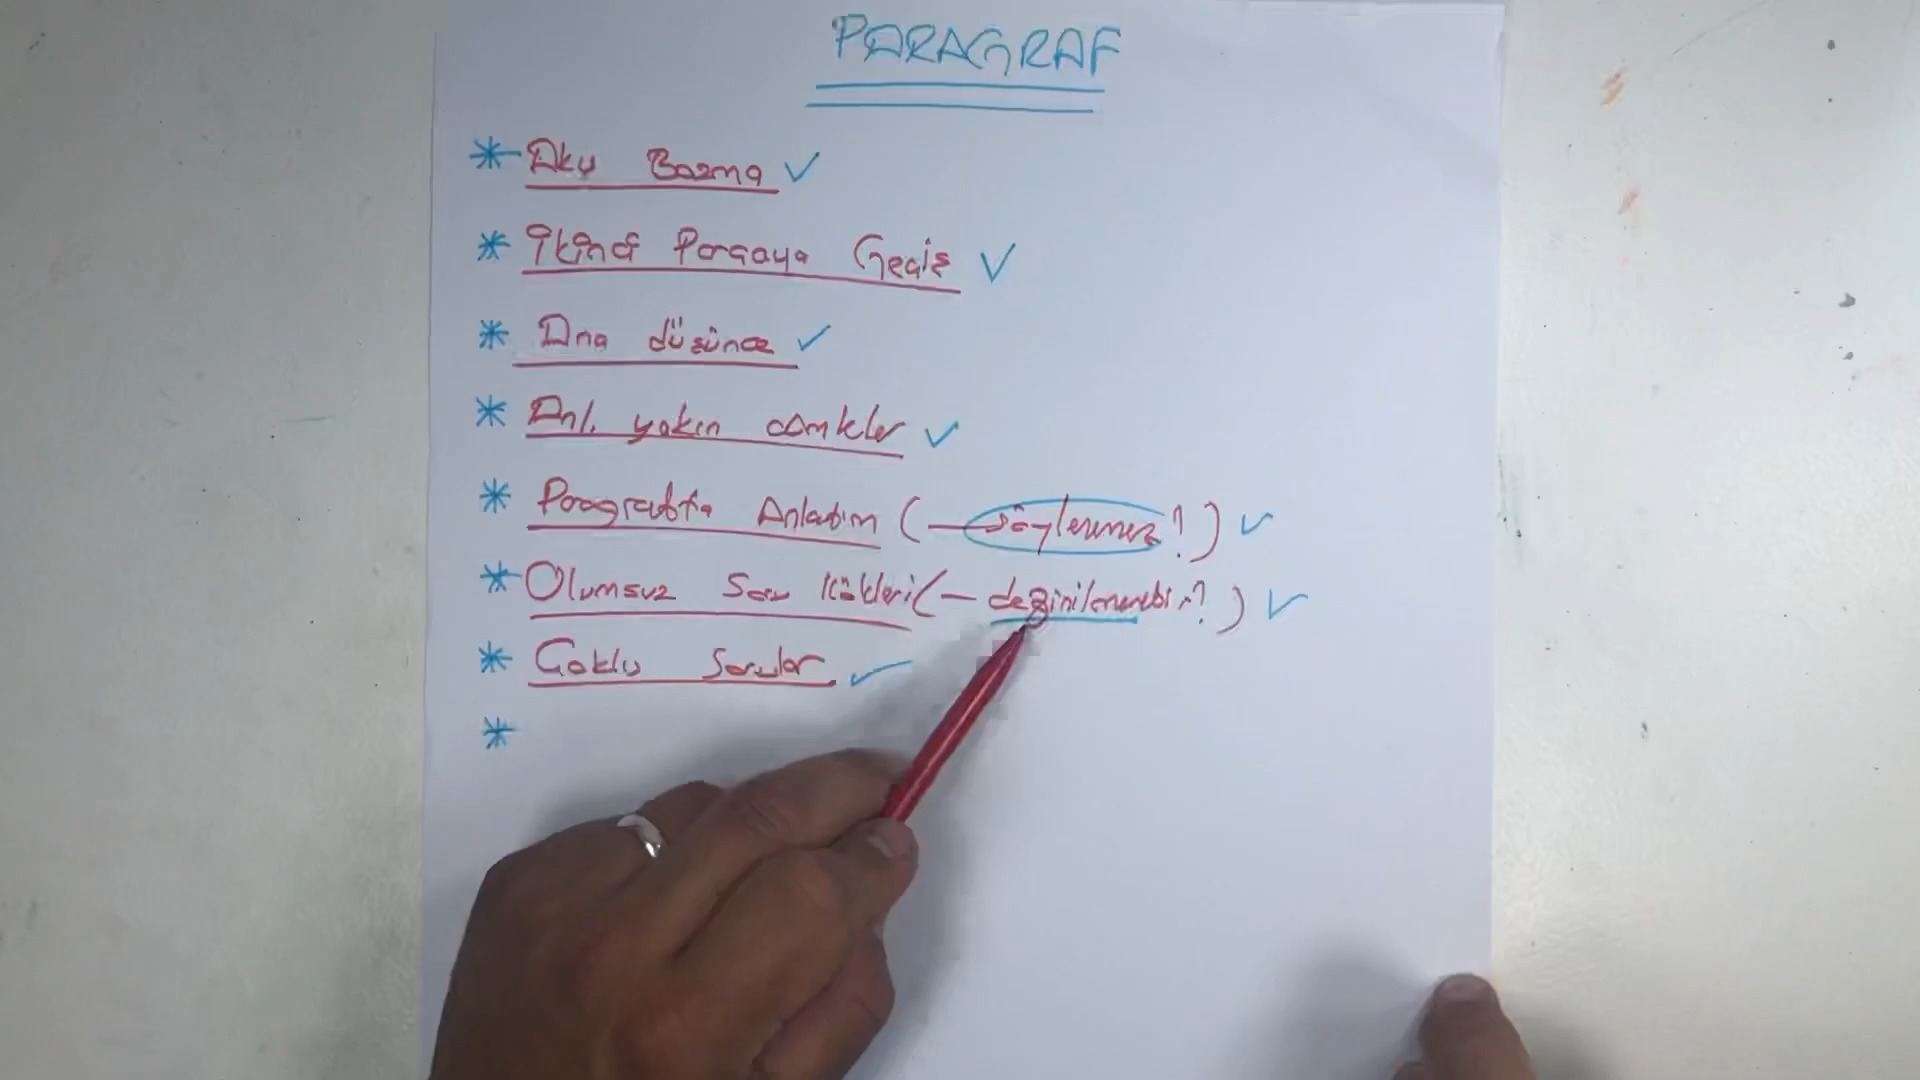 PARAGRAF
* Akış Bozma ✓
* İkinci Parçaya Geçiş ✓
* Ana düşünce ✓
* Anl. yakın cümleler ✓
* Paragrafta Anlatım (— söylenemez?) ✓
* Olumsuz Soru Kökleri (— değinilmemiştir?) ✓
* Çoklu Sorular ✓
*